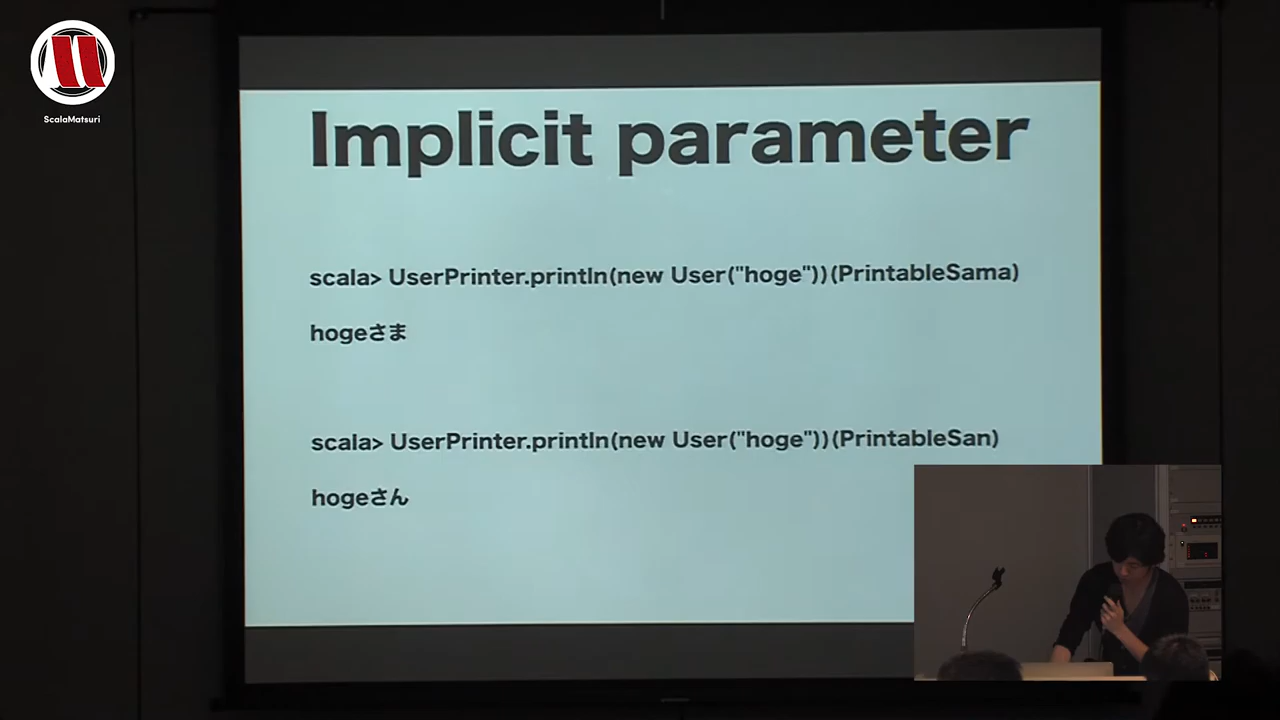 ScalaMatsuri
Implicit parameter
scala> UserPrinter.println(new User("hoge"))(PrintableSama)
hogeさま
scala> UserPrinter.println(new User("hoge"))(PrintableSan)
hogeさん